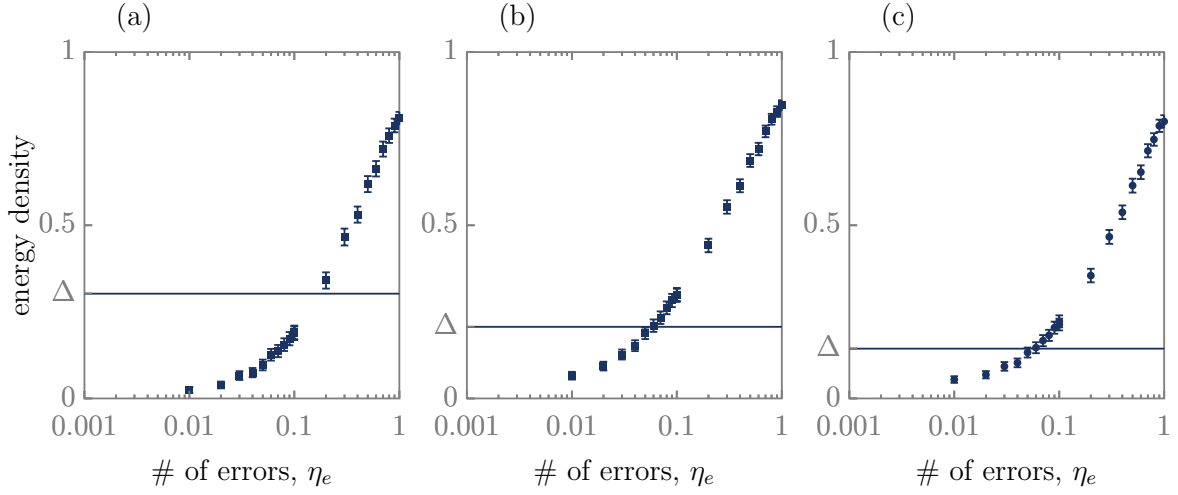 (a)
(b)
(c)
energy density
1
0.5
Δ
0
0.001
0.01
0.1
1
# of errors, ηₑ
1
0.5
Δ
0
0.001
0.01
0.1
1
# of errors, ηₑ
1
0.5
Δ
0
0.001
0.01
0.1
1
# of errors, ηₑ